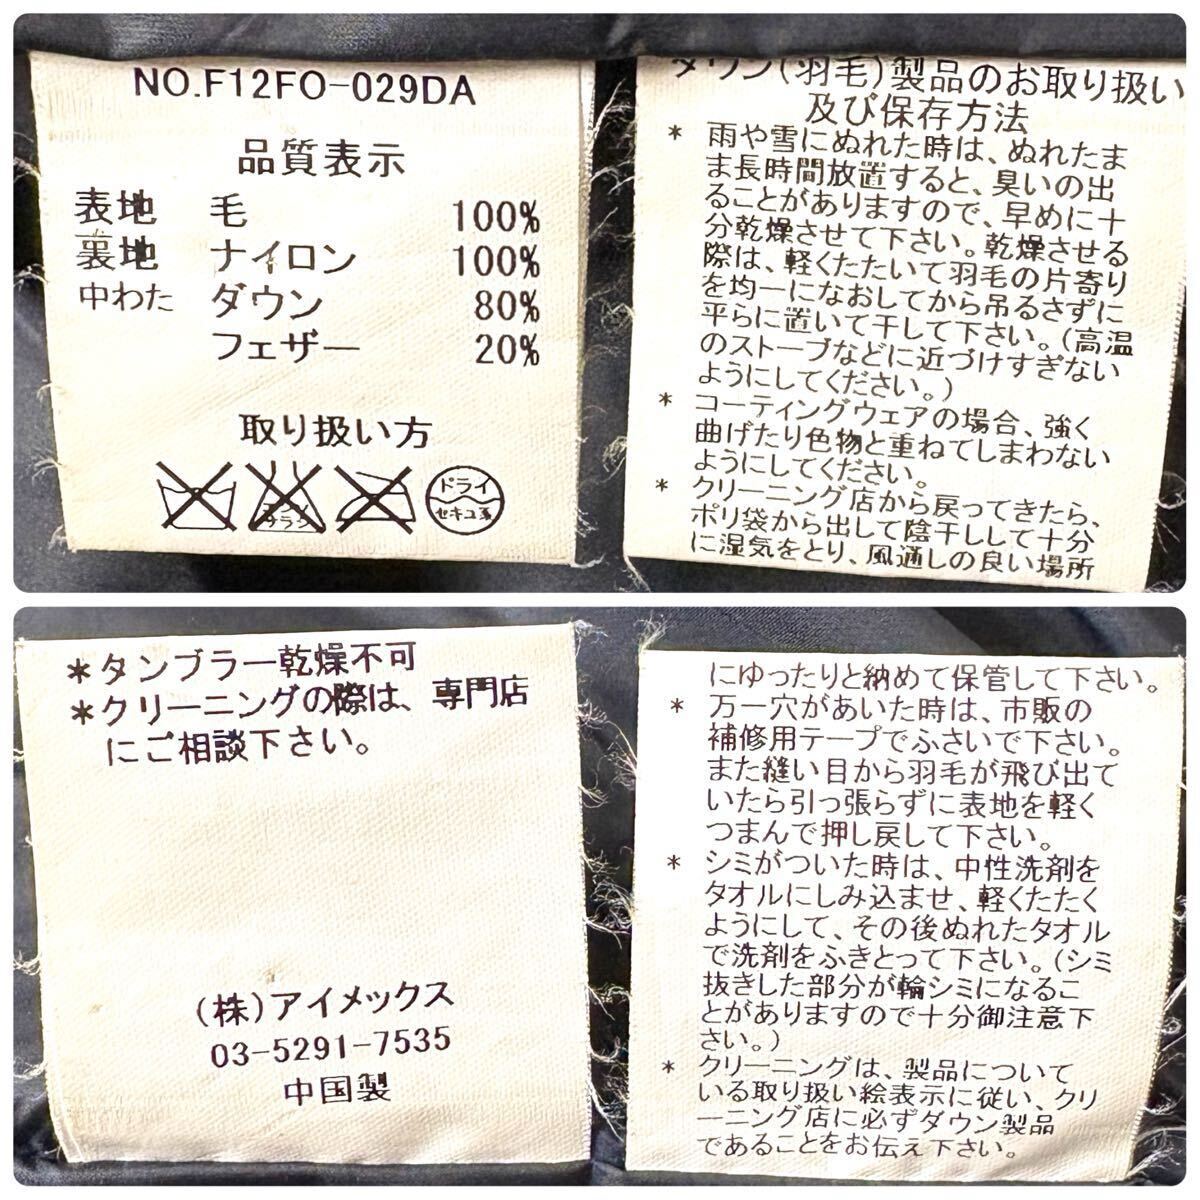 NO.F12FO-029DA
品質表示
表地 毛 100%
裏地 ナイロン 100%
中わた ダウン 80%
フェザー 20%
取り扱い方
ドライ
セキユ系
ダウン(羽毛)製品のお取り扱い
及び保存方法
* 雨や雪にぬれた時は、ぬれたま
ま長時間放置すると、臭いの出
ることがありますので、早めに十
分乾燥させて下さい。乾燥させる
際は、軽くたたいて羽毛の片寄り
を均一になおしてから吊るさずに
平らに置いて干して下さい。(高温
のストーブなどに近づけすぎない
ようにしてください。)
* コーティングウェアの場合、強く
曲げたり色物と重ねてしまわない
ようにしてください。
* クリーニング店から戻ってきたら、
ポリ袋から出して陰干しして十分
に湿気をとり、風通しの良い場所
*タンブラー乾燥不可
*クリーニングの際は、専門店
にご相談下さい。
(株)アイメックス
03-5291-7535
中国製
にゆったりと納めて保管して下さい。
* 万一穴があいた時は、市販の
補修用テープでふさいで下さい。
また縫い目から羽毛が飛び出て
いたら引っ張らずに表地を軽く
つまんで押し戻して下さい。
* シミがついた時は、中性洗剤を
タオルにしみ込ませ、軽くたたく
ようにして、その後ぬれたタオル
で洗剤をふきとって下さい。(シミ
抜きした部分が輪シミになるこ
とがありますので十分御注意下
さい。)
* クリーニングは、製品について
いる取り扱い絵表示に従い、クリ
ーニング店に必ずダウン製品
であることをお伝え下さい。